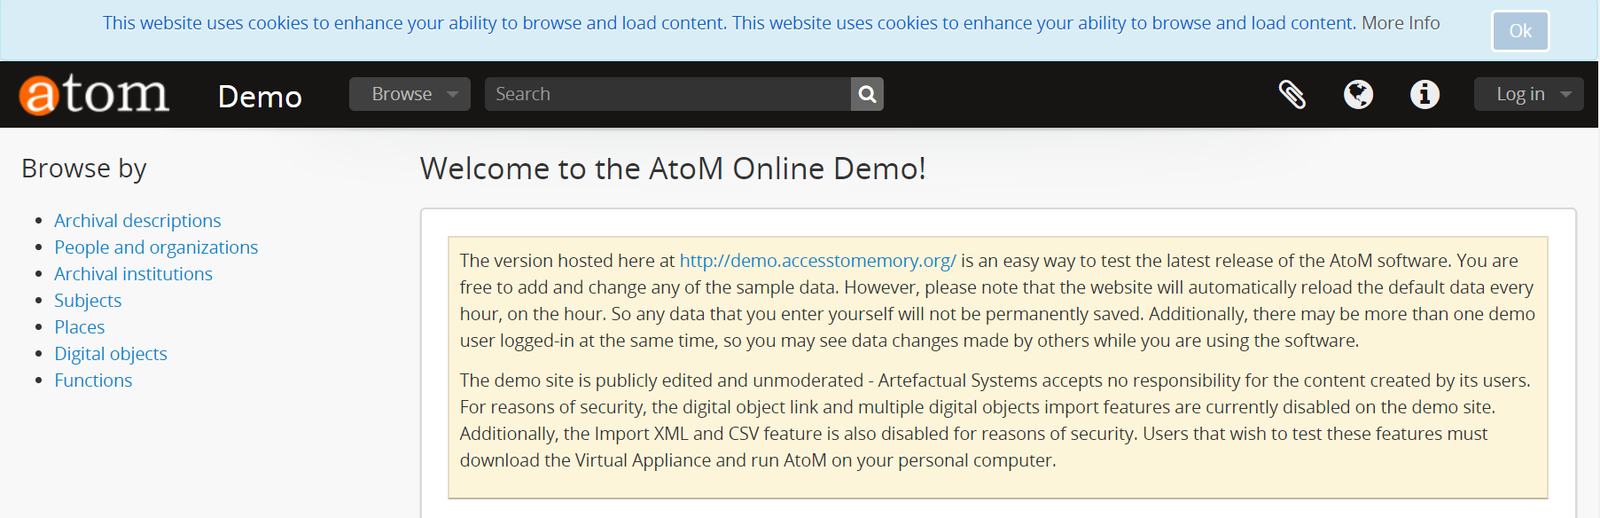 This website uses cookies to enhance your ability to browse and load content. This website uses cookies to enhance your ability to browse and load content. More Info
Ok
atom Demo Browse Search Log in
Browse by
Archival descriptions
People and organizations
Archival institutions
Subjects
Places
Digital objects
Functions
Welcome to the AtoM Online Demo!
The version hosted here at http://demo.accesstomemory.org/ is an easy way to test the latest release of the AtoM software. You are
free to add and change any of the sample data. However, please note that the website will automatically reload the default data every
hour, on the hour. So any data that you enter yourself will not be permanently saved. Additionally, there may be more than one demo
user logged-in at the same time, so you may see data changes made by others while you are using the software.
The demo site is publicly edited and unmoderated - Artefactual Systems accepts no responsibility for the content created by its users.
For reasons of security, the digital object link and multiple digital objects import features are currently disabled on the demo site.
Additionally, the Import XML and CSV feature is also disabled for reasons of security. Users that wish to test these features must
download the Virtual Appliance and run AtoM on your personal computer.